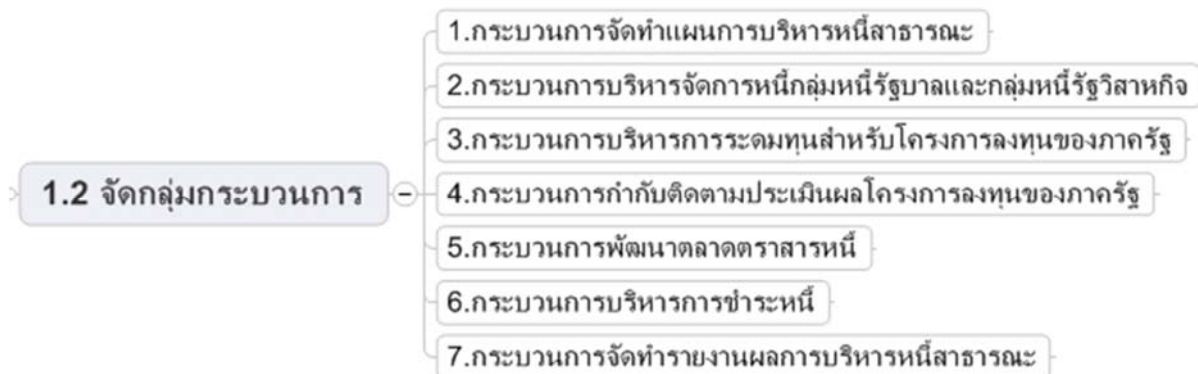 1.กระบวนการจัดทำแผนการบริหารหนี้สาธารณะ
2.กระบวนการบริหารจัดการหนี้กลุ่มหนี้รัฐบาลและกลุ่มหนี้รัฐวิสาหกิจ
3.กระบวนการบริหารการระดมทุนสำหรับโครงการลงทุนของภาครัฐ
1.2 จัดกลุ่มกระบวนการ
4.กระบวนการกำกับติดตามประเมินผลโครงการลงทุนของภาครัฐ
5.กระบวนการพัฒนาตลาดตราสารหนี้
6.กระบวนการบริหารการชำระหนี้
7.กระบวนการจัดทำรายงานผลการบริหารหนี้สาธารณะ